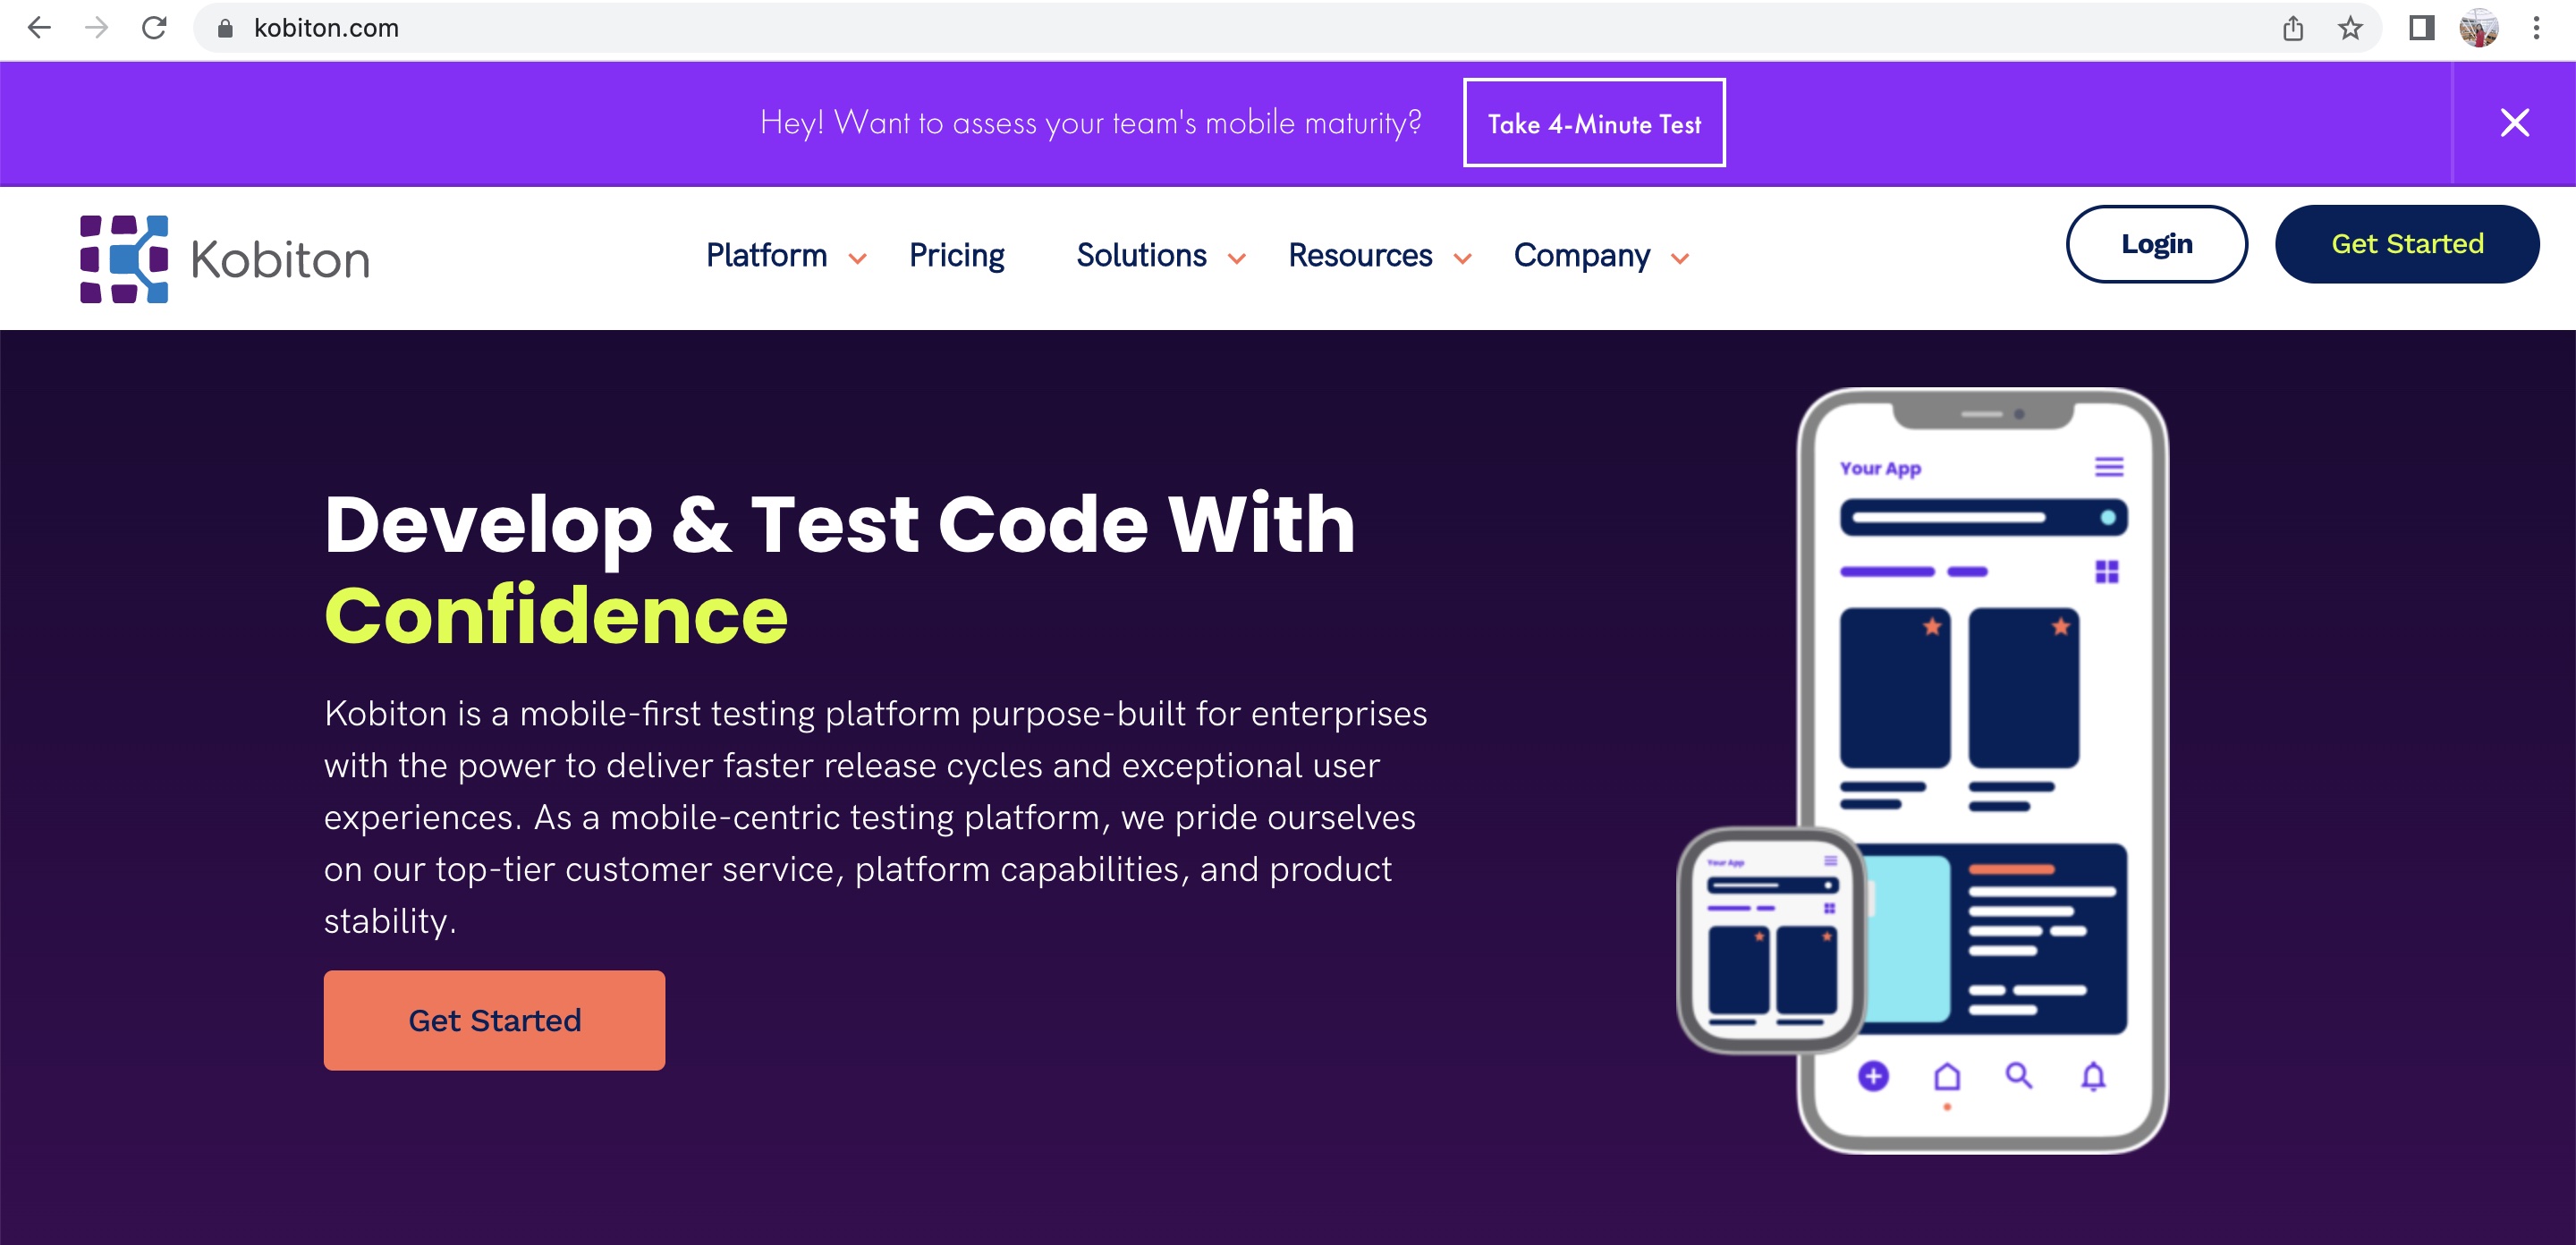 kobiton.com
Hey! Want to assess your team's mobile maturity? Take 4-Minute Test
Kobiton Platform Pricing Solutions Resources Company Login Get Started
Develop & Test Code With
Confidence
Kobiton is a mobile-first testing platform purpose-built for enterprises
with the power to deliver faster release cycles and exceptional user
experiences. As a mobile-centric testing platform, we pride ourselves
on our top-tier customer service, platform capabilities, and product
stability.
Get Started
Your App
Your App